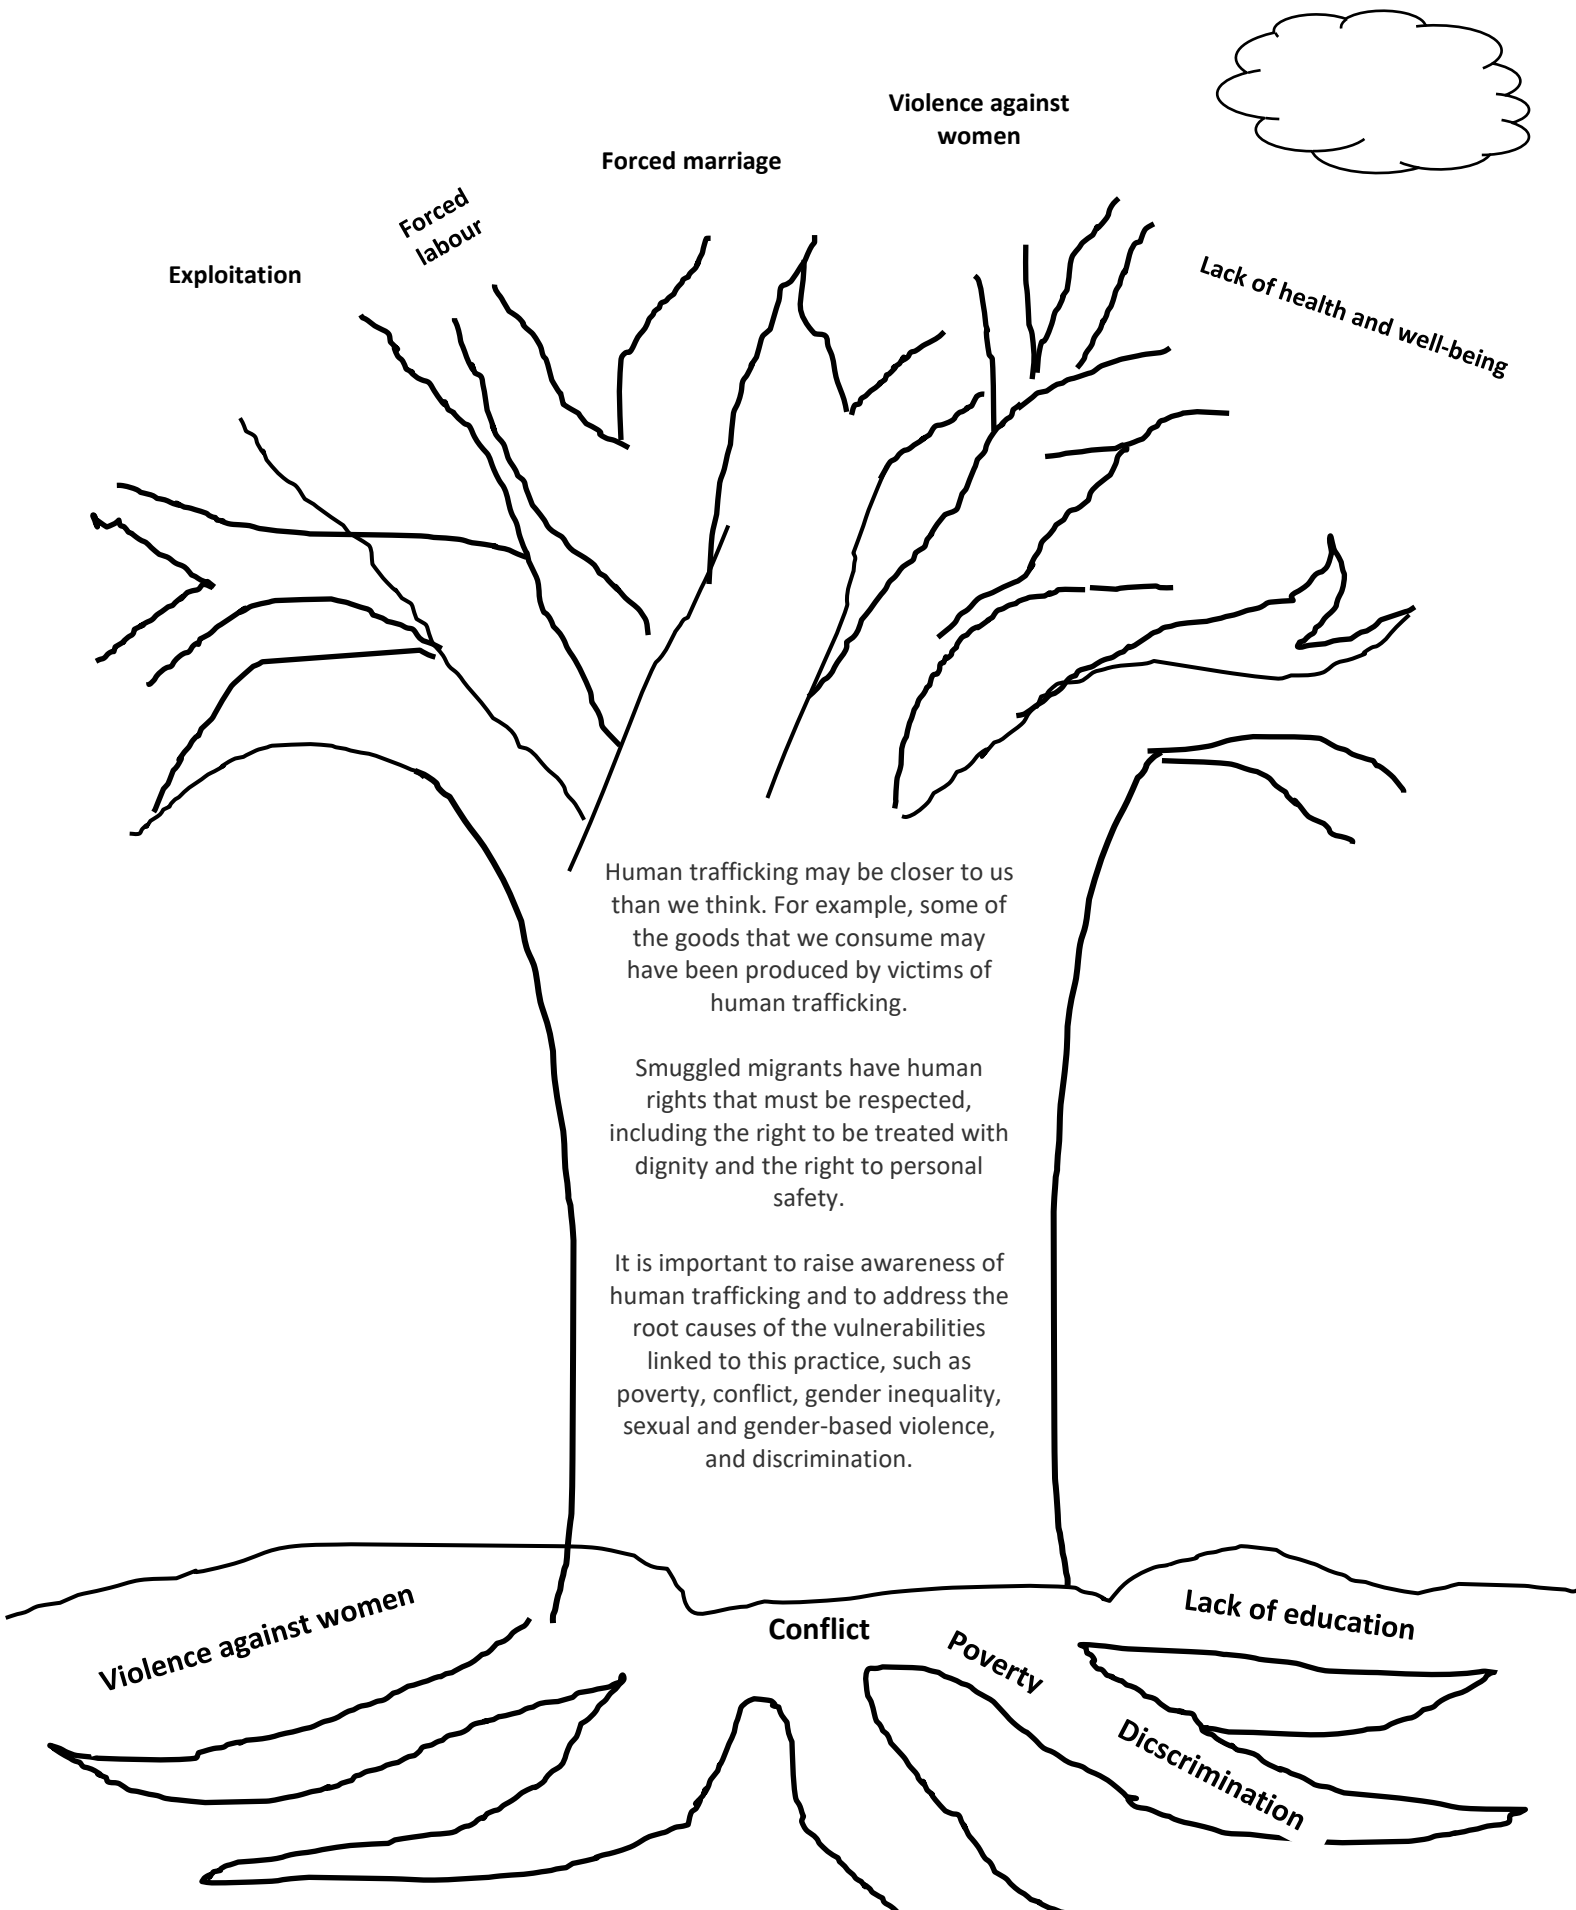 Violence against
women
Forced marriage
Forced
labour
Exploitation
Lack of health and well-being
Human trafficking may be closer to us
than we think. For example, some of
the goods that we consume may
have been produced by victims of
human trafficking.
Smuggled migrants have human
rights that must be respected,
including the right to be treated with
dignity and the right to personal
safety.
It is important to raise awareness of
human trafficking and to address the
root causes of the vulnerabilities
linked to this practice, such as
poverty, conflict, gender inequality,
sexual and gender-based violence,
and discrimination.
Violence against women
Conflict
Poverty
Lack of education
Dicscrimination